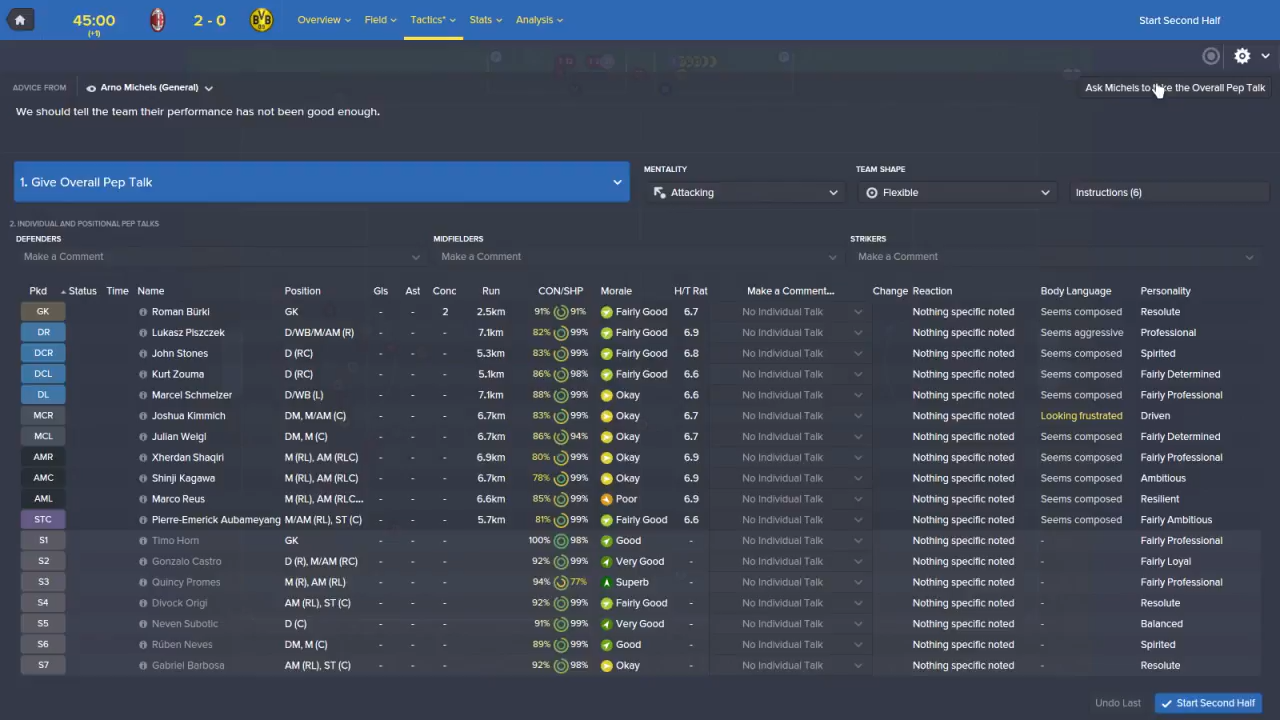 45:00
(+1)
2 - 0
BVB
09
Overview
Field
Tactics*
Stats
Analysis
Start Second Half
ADVICE FROM
Arno Michels (General)
Ask Michels to the Overall Pep Talk
We should tell the team their performance has not been good enough.
1. Give Overall Pep Talk
MENTALITY
Attacking
TEAM SHAPE
Flexible
Instructions (6)
2. INDIVIDUAL AND POSITIONAL PEP TALKS
DEFENDERS MIDFIELDERS STRIKERS
Make a Comment Make a Comment Make a Comment
Pkd Status Time Name Position Gls Ast Conc Run CON/SHP Morale H/T Rat Make a Comment... Change Reaction Body Language Personality
GK Roman Bürki GK - - 2 2.5km 91% 91% Fairly Good 6.7 No Individual Talk Nothing specific noted Seems composed Resolute
DR Lukasz Piszczek D/WB/M/AM (R) - - - 7.1km 82% 99% Fairly Good 6.9 No Individual Talk Nothing specific noted Seems aggressive Professional
DCR John Stones D (RC) - - - 5.3km 83% 99% Fairly Good 6.8 No Individual Talk Nothing specific noted Seems composed Spirited
DCL Kurt Zouma D (RC) - - - 5.1km 86% 98% Fairly Good 6.6 No Individual Talk Nothing specific noted Seems composed Fairly Determined
DL Marcel Schmelzer D/WB (L) - - - 7.1km 88% 99% Okay 6.6 No Individual Talk Nothing specific noted Seems composed Fairly Professional
MCR Joshua Kimmich DM, M/AM (C) - - - 6.7km 83% 99% Okay 6.7 No Individual Talk Nothing specific noted Looking frustrated Driven
MCL Julian Weigl DM, M (C) - - - 6.7km 86% 94% Okay 6.7 No Individual Talk Nothing specific noted Seems composed Fairly Determined
AMR Xherdan Shaqiri M (RL), AM (RLC) - - - 6.9km 80% 99% Okay 6.9 No Individual Talk Nothing specific noted Seems composed Fairly Professional
AMC Shinji Kagawa M (RL), AM (RLC) - - - 6.7km 78% 99% Okay 6.9 No Individual Talk Nothing specific noted Seems composed Ambitious
AML Marco Reus M (RL), AM (RLC... - - - 6.6km 85% 99% Poor 6.9 No Individual Talk Nothing specific noted Seems composed Resilient
STC Pierre-Emerick Aubameyang M/AM (RL), ST (C) - - - 5.7km 81% 99% Fairly Good 6.6 No Individual Talk Nothing specific noted Seems composed Fairly Ambitious
S1 Timo Horn GK - - - 100% 98% Good - No Individual Talk Nothing specific noted - Fairly Professional
S2 Gonzalo Castro D (R), M/AM (RC) - - - 92% 99% Very Good - No Individual Talk Nothing specific noted - Fairly Loyal
S3 Quincy Promes M (R), AM (RL) - - - 94% 77% Superb - No Individual Talk Nothing specific noted - Fairly Professional
S4 Divock Origi AM (RL), ST (C) - - - 92% 99% Fairly Good - No Individual Talk Nothing specific noted - Resolute
S5 Neven Subotic D (C) - - - 91% 99% Very Good - No Individual Talk Nothing specific noted - Balanced
S6 Rúben Neves DM, M (C) - - - 89% 99% Good - No Individual Talk Nothing specific noted - Spirited
S7 Gabriel Barbosa AM (RL), ST (C) - - - 92% 98% Okay - No Individual Talk Nothing specific noted - Resolute
Undo Last
Start Second Half